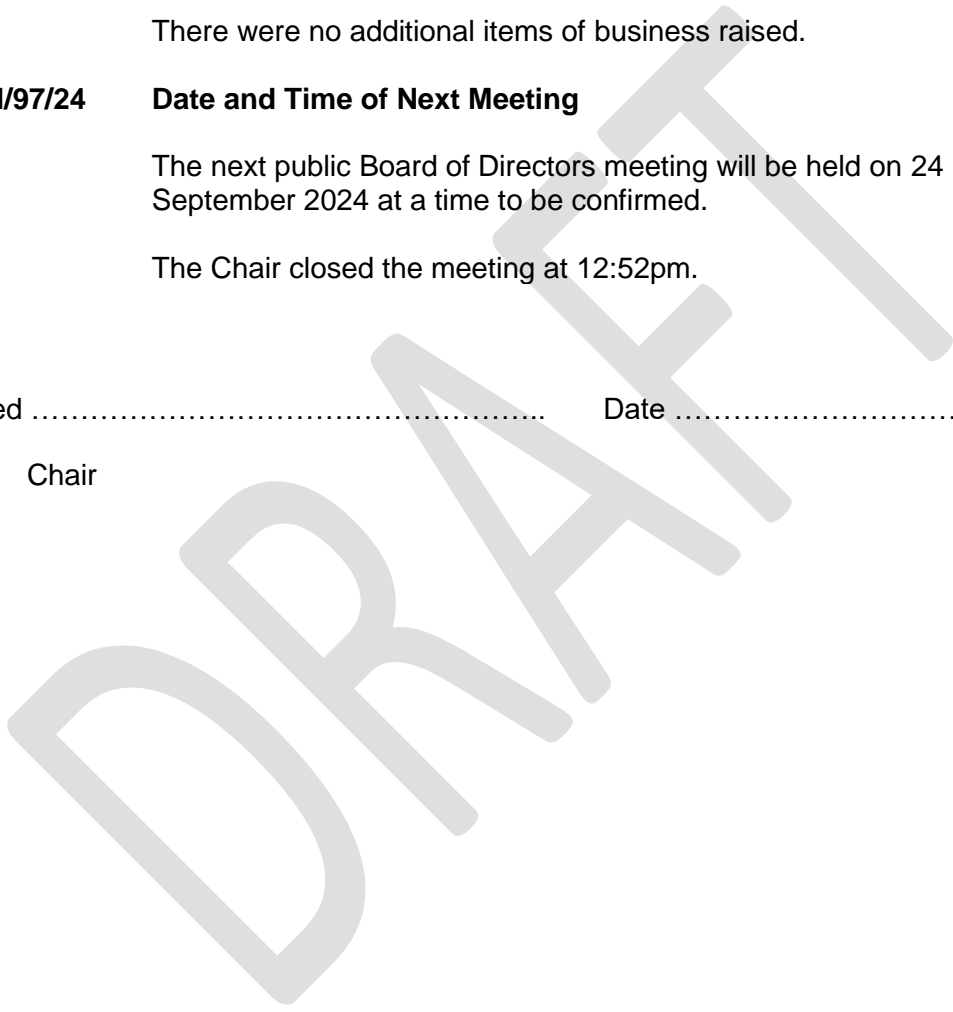 There were no additional items of business raised.
/97/24 Date and Time of Next Meeting
The next public Board of Directors meeting will be held on 24
September 2024 at a time to be confirmed.
The Chair closed the meeting at 12:52pm.
ed …………………………………………….. Date ………………………….
Chair
DRAFT